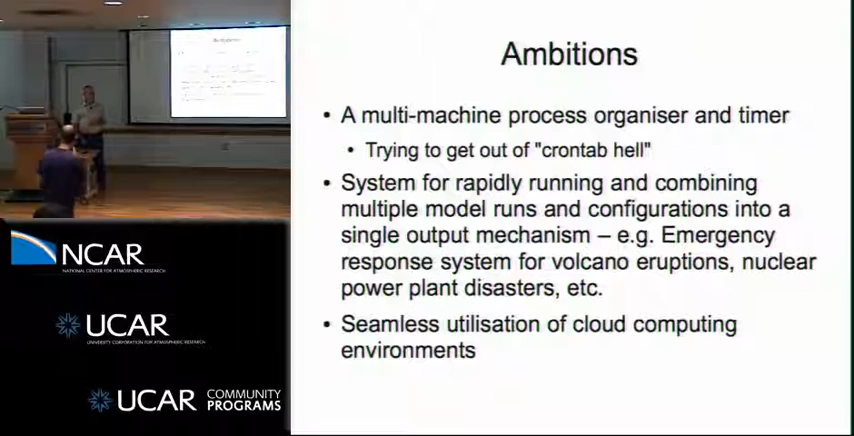 Ambitions
• A multi-machine process organiser and timer
• Trying to get out of "crontab hell"
• System for rapidly running and combining
multiple model runs and configurations into a
single output mechanism – e.g. Emergency
response system for volcano eruptions, nuclear
power plant disasters, etc.
• Seamless utilisation of cloud computing
environments
NCAR
NATIONAL CENTER FOR ATMOSPHERIC RESEARCH
UCAR
UNIVERSITY CORPORATION FOR ATMOSPHERIC RESEARCH
UCAR COMMUNITY
PROGRAMS